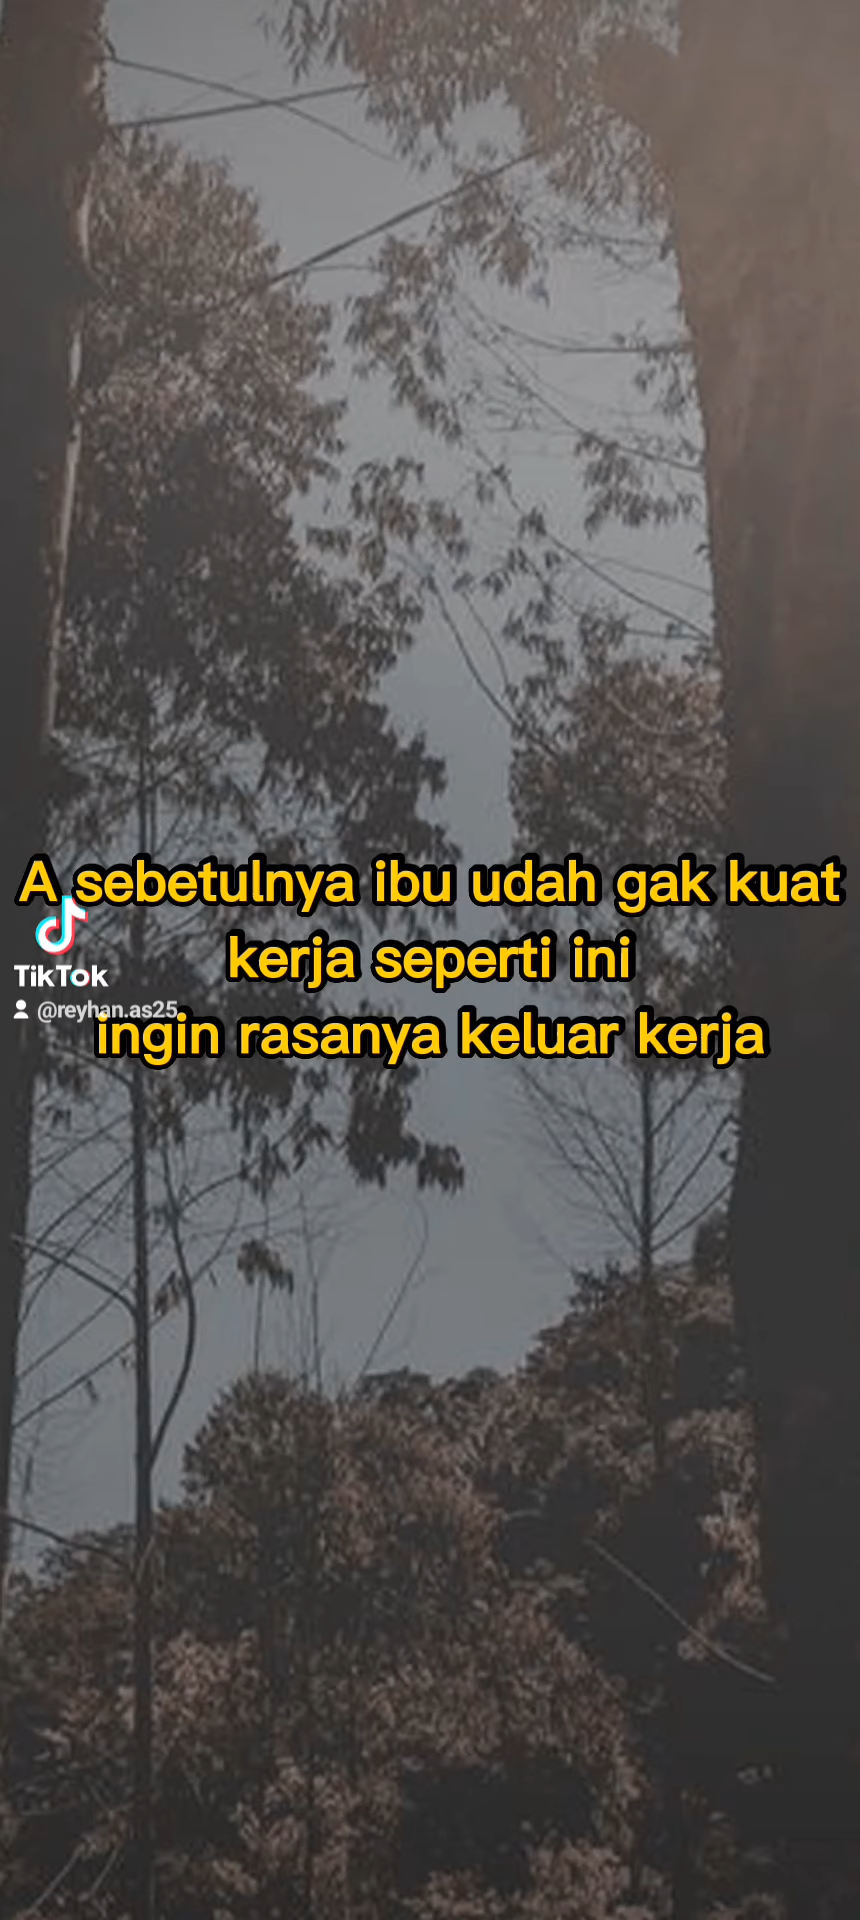 A sebetulnya ibu udah gak kuat
kerja seperti ini
ingin rasanya keluar kerja
TikTok
@reyhan.as25